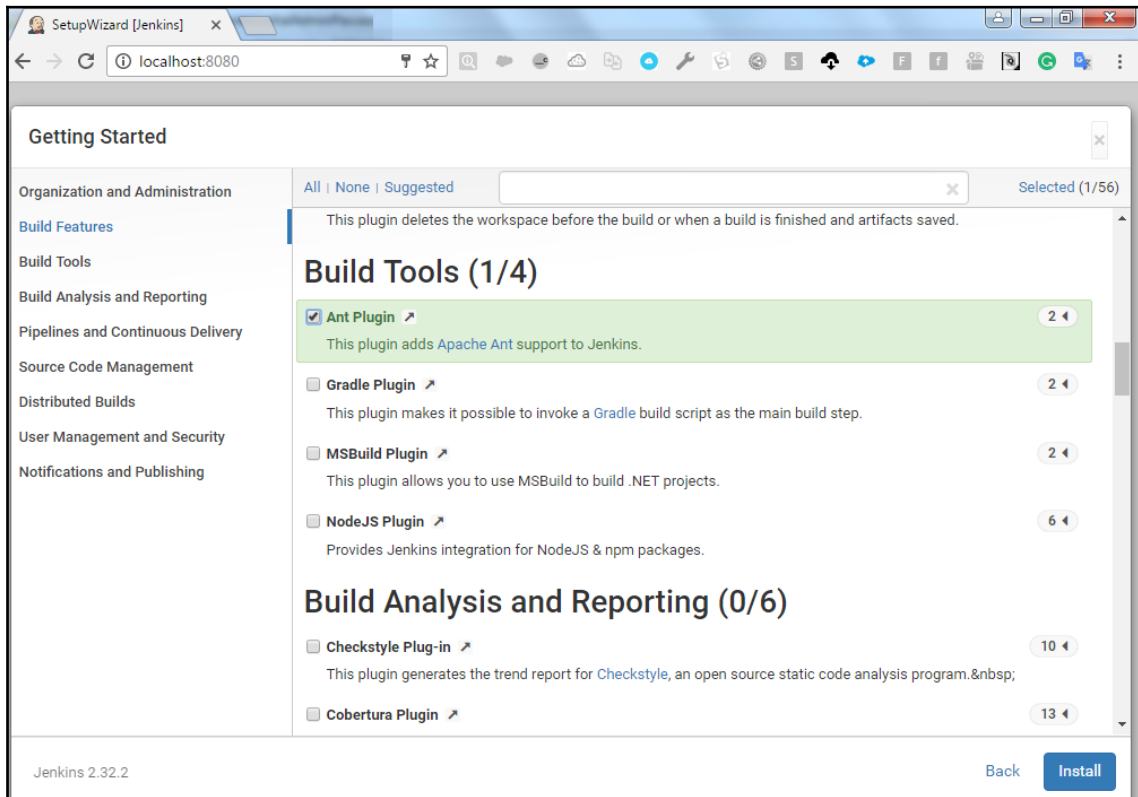 SetupWizard [Jenkins]
localhost:8080
Getting Started
Organization and Administration
Build Features
Build Tools
Build Analysis and Reporting
Pipelines and Continuous Delivery
Source Code Management
Distributed Builds
User Management and Security
Notifications and Publishing
All | None | Suggested
Selected (1/56)
This plugin deletes the workspace before the build or when a build is finished and artifacts saved.
Build Tools (1/4)
Ant Plugin 2
This plugin adds Apache Ant support to Jenkins.
Gradle Plugin 2
This plugin makes it possible to invoke a Gradle build script as the main build step.
MSBuild Plugin 2
This plugin allows you to use MSBuild to build .NET projects.
NodeJS Plugin 6
Provides Jenkins integration for NodeJS & npm packages.
Build Analysis and Reporting (0/6)
Checkstyle Plug-in 10
This plugin generates the trend report for Checkstyle, an open source static code analysis program.&nbsp;
Cobertura Plugin 13
Jenkins 2.32.2
Back Install